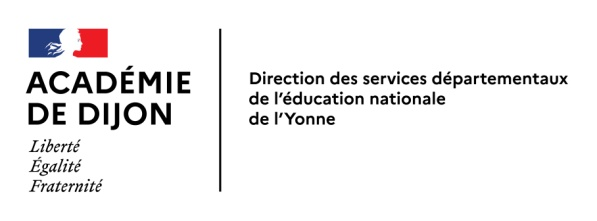 ACADÉMIE
DE DIJON
Liberté
Égalité
Fraternité
Direction des services départementaux
de l'éducation nationale
de l'Yonne